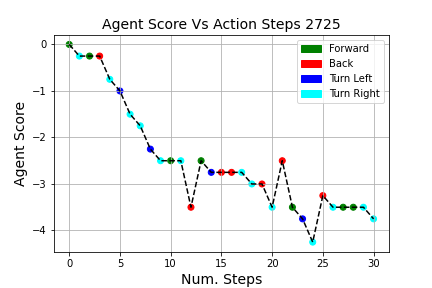 Agent Score Vs Action Steps 2725
Forward
Back
Turn Left
Turn Right
0
−1
−2
−3
−4
Agent Score
0 5 10 15 20 25 30
Num. Steps